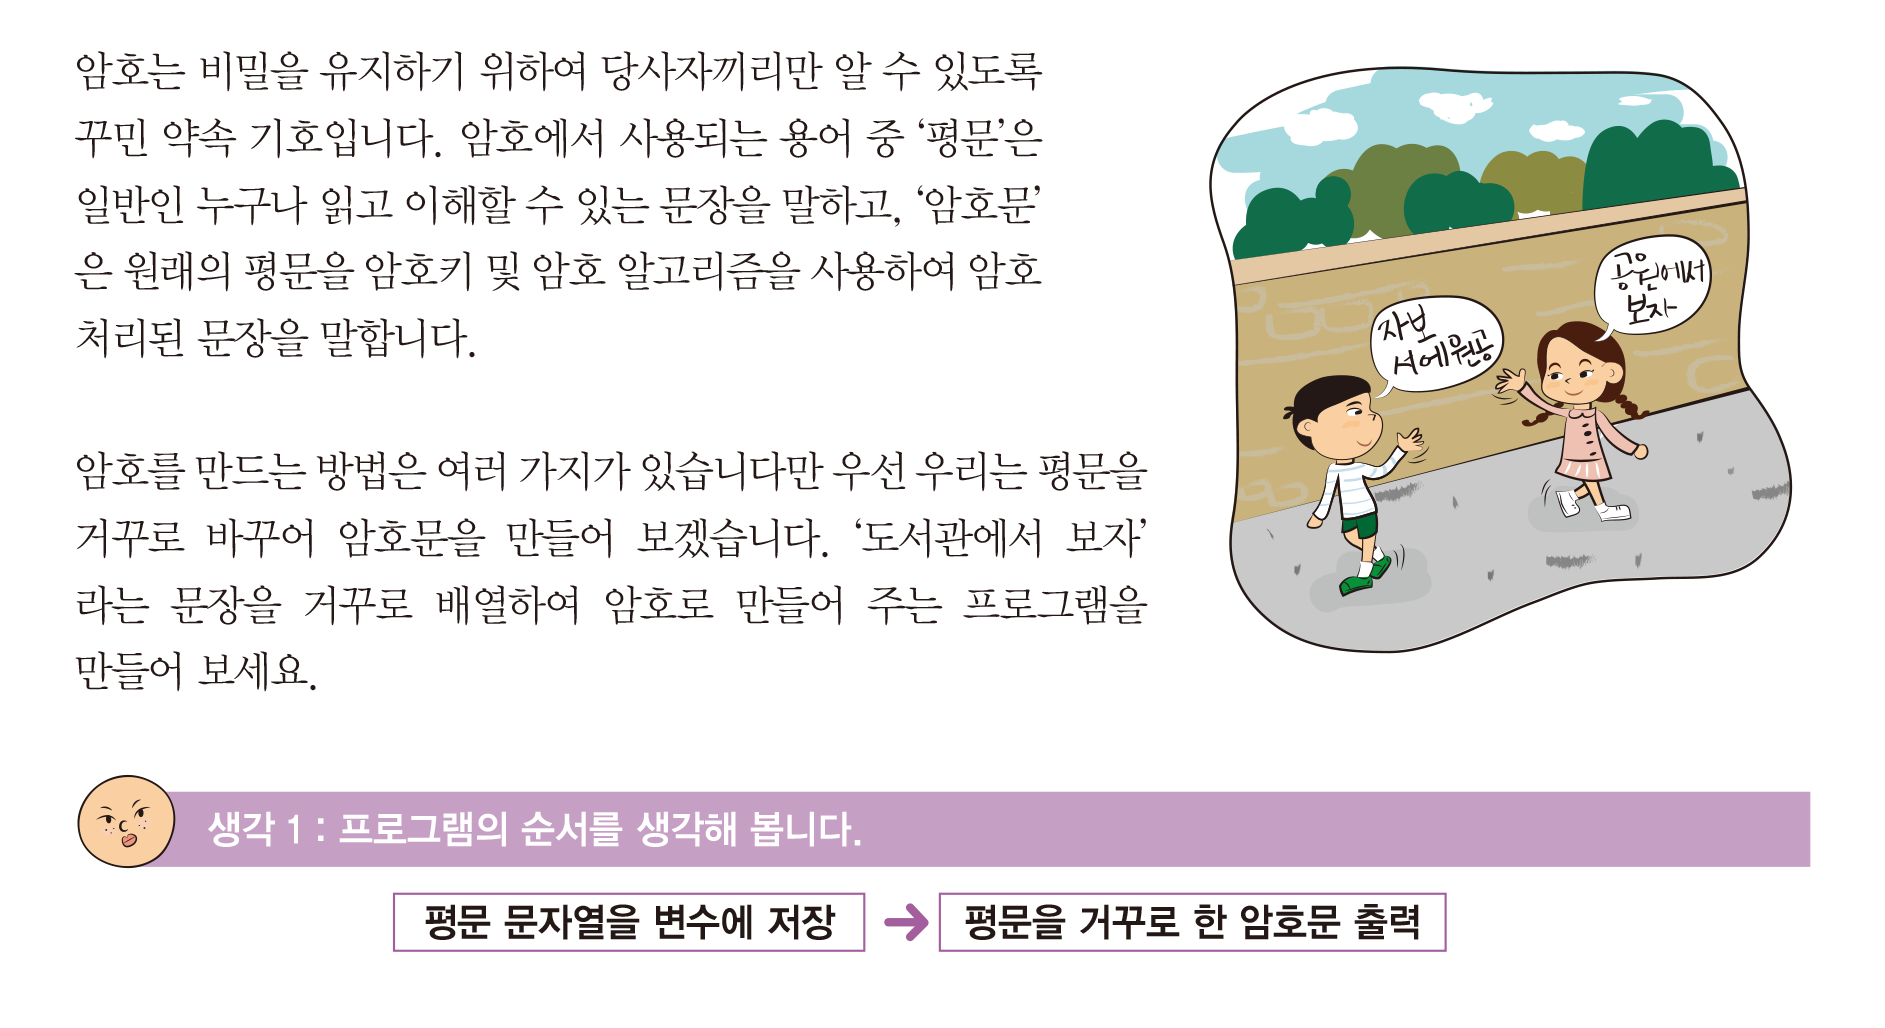 암호는 비밀을 유지하기 위하여 당사자끼리만 알 수 있도록
꾸민 약속 기호입니다. 암호에서 사용되는 용어 중 ‘평문’은
일반인 누구나 읽고 이해할 수 있는 문장을 말하고, ‘암호문’
은 원래의 평문을 암호키 및 암호 알고리즘을 사용하여 암호
처리된 문장을 말합니다.
공원에서
보자
자보
서에원공
암호를 만드는 방법은 여러 가지가 있습니다만 우선 우리는 평문을
거꾸로 바꾸어 암호문을 만들어 보겠습니다. ‘도서관에서 보자’
라는 문장을 거꾸로 배열하여 암호로 만들어 주는 프로그램을
만들어 보세요.
생각 1 : 프로그램의 순서를 생각해 봅니다.
평문 문자열을 변수에 저장 → 평문을 거꾸로 한 암호문 출력